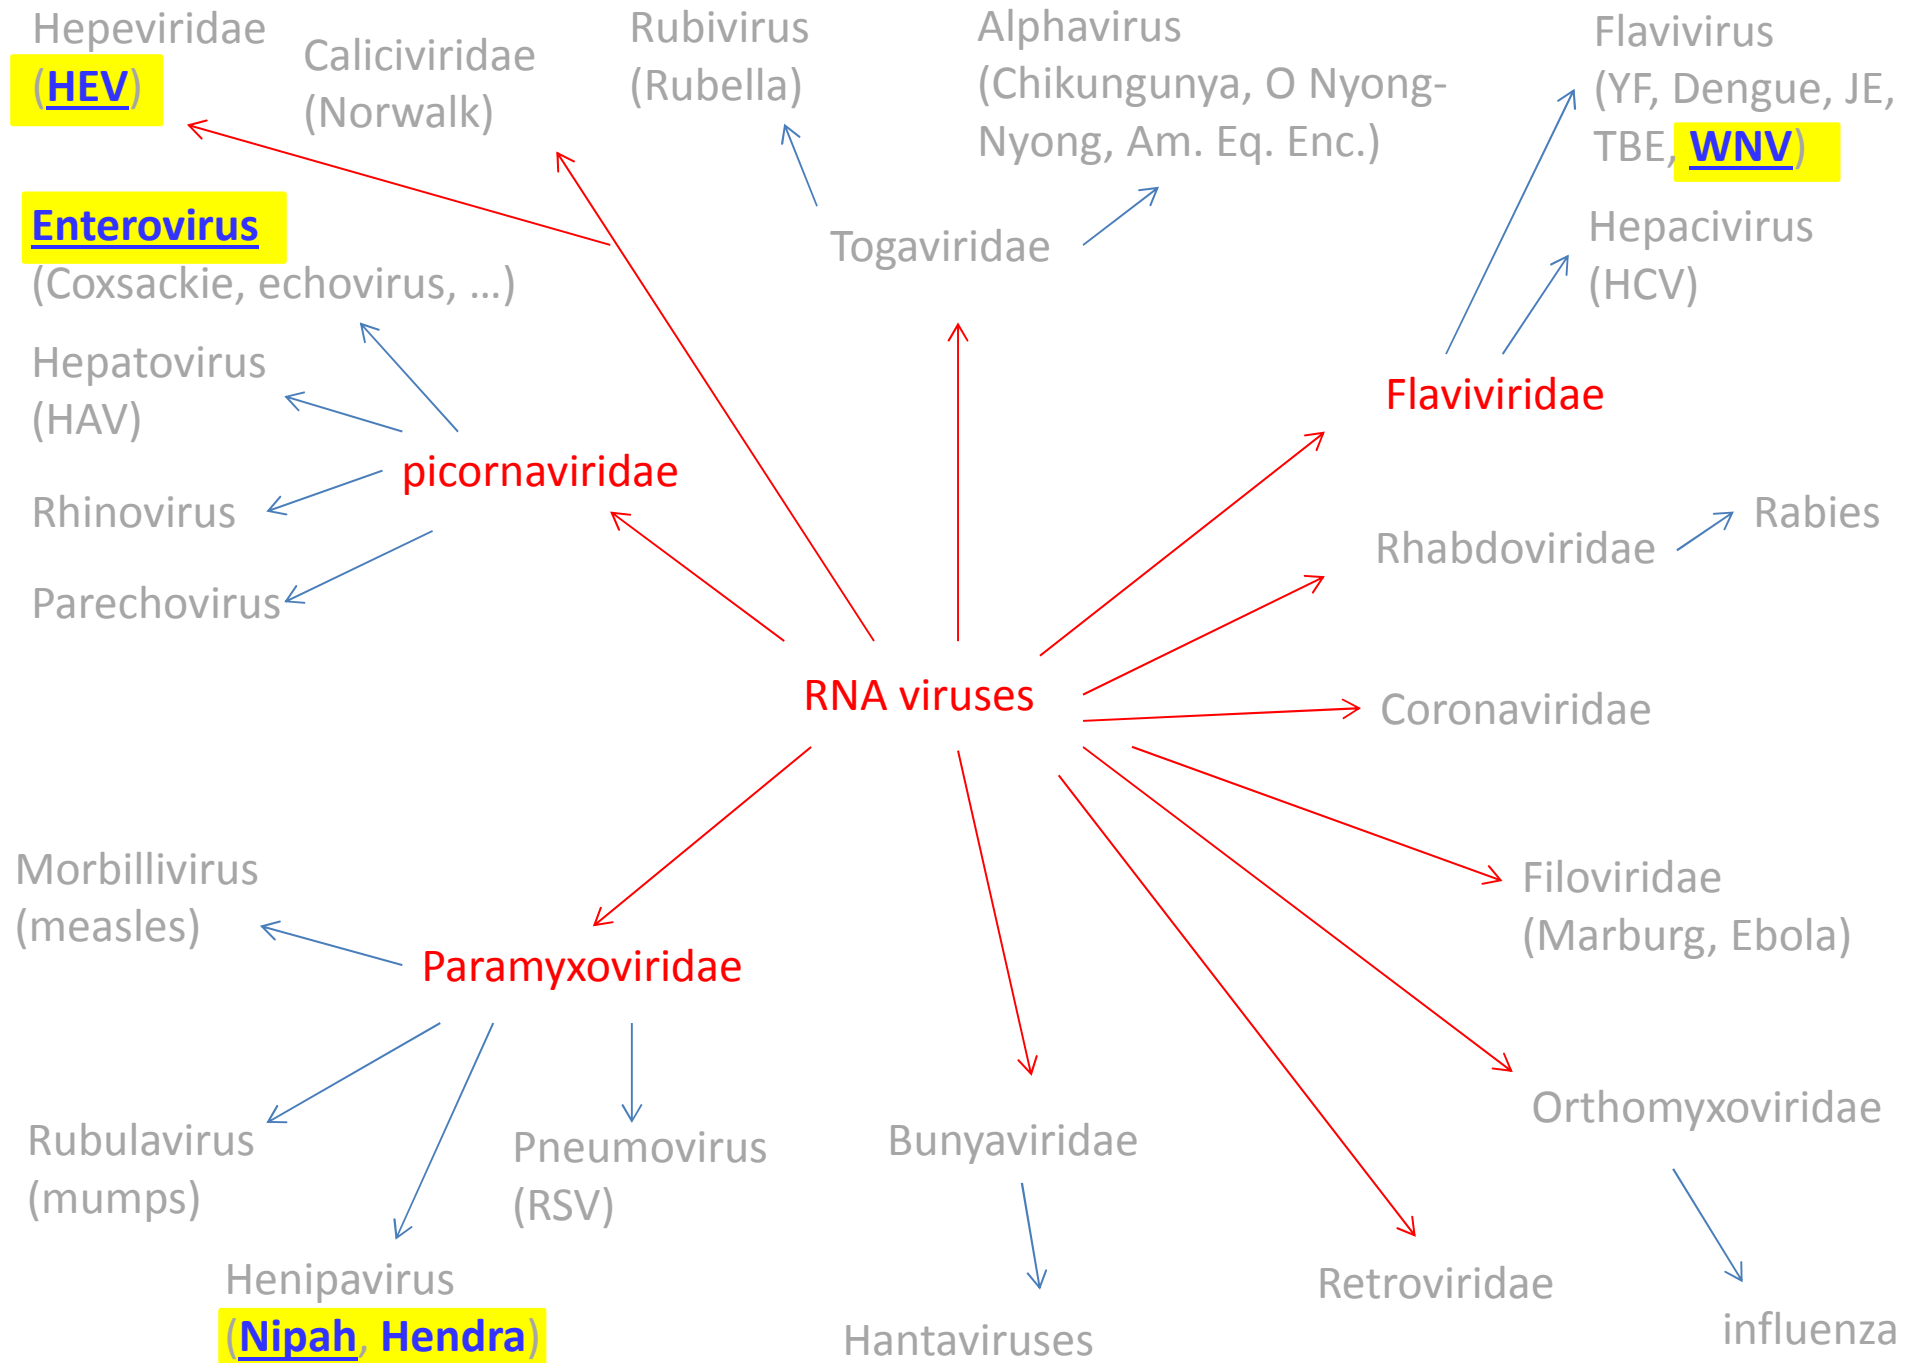 Hepeviridae
(HEV)
Caliciviridae
(Norwalk)
Rubivirus
(Rubella)
Alphavirus
(Chikungunya, O Nyong-
Nyong, Am. Eq. Enc.)
Flavivirus
(YF, Dengue, JE,
TBE, WNV)
Enterovirus
(Coxsackie, echovirus, …)
Togaviridae
Hepacivirus
(HCV)
Hepatovirus
(HAV)
Flaviviridae
picornaviridae
Rhinovirus
Rhabdoviridae
Rabies
Parechovirus
RNA viruses
Coronaviridae
Morbillivirus
(measles)
Paramyxoviridae
Filoviridae
(Marburg, Ebola)
Rubulavirus
(mumps)
Pneumovirus
(RSV)
Bunyaviridae
Orthomyxoviridae
Henipavirus
(Nipah, Hendra)
Hantaviruses
Retroviridae
influenza